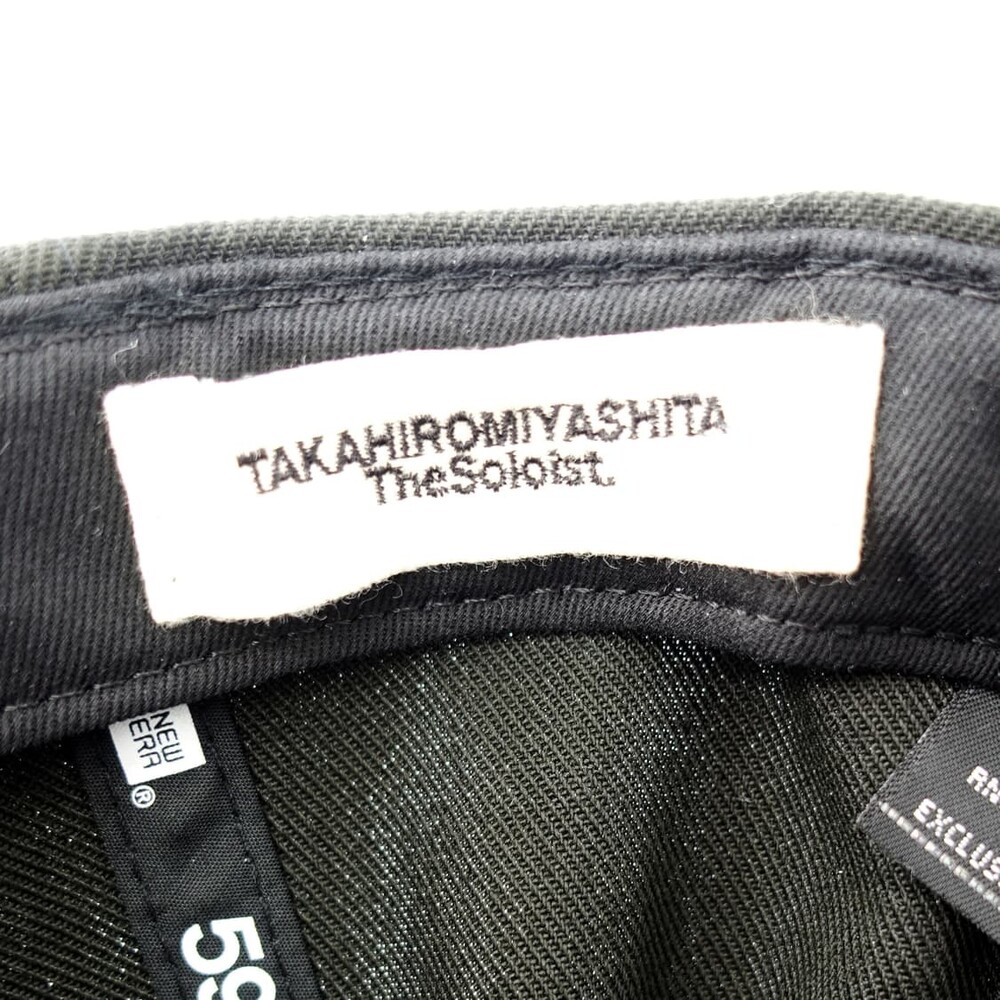 TAKAHIROMIYASHITA
TheSoloist.
NEW
ERA
®
59
EXCLUS